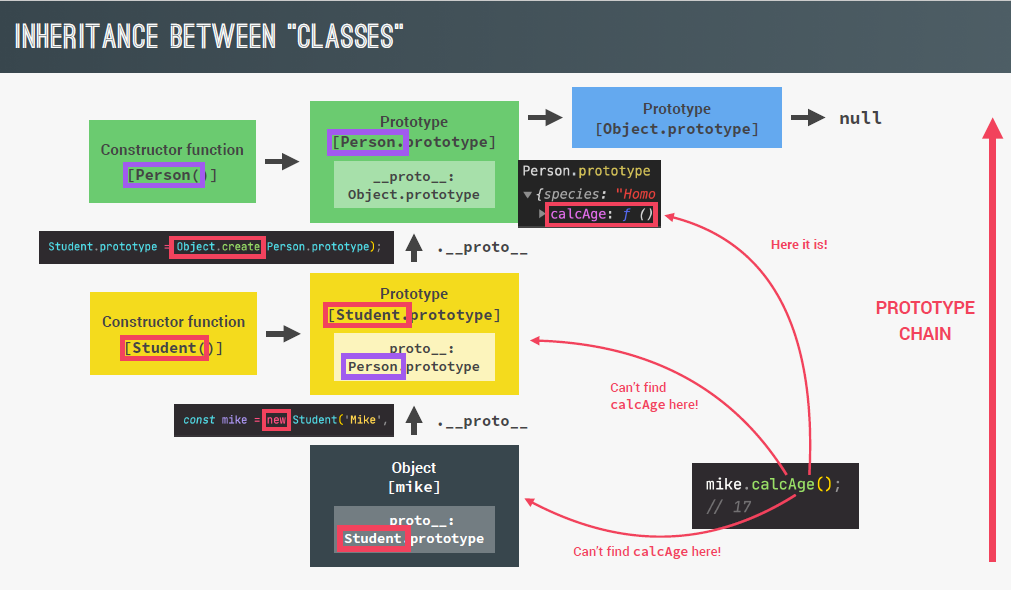 INHERITANCE BETWEEN "CLASSES"
Constructor function
[Person()]
Prototype
[Person.prototype]
__proto__:
Object.prototype
Prototype
[Object.prototype]
null
Person.prototype
▼{species: "Homo
▶calcAge: ƒ ()
Here it is!
Student.prototype = Object.create(Person.prototype);
.__proto__
Constructor function
[Student()]
Prototype
[Student.prototype]
__proto__:
Person.prototype
PROTOTYPE
CHAIN
Can't find
calcAge here!
const mike = new Student('Mike',
.__proto__
Object
[mike]
__proto__:
Student.prototype
mike.calcAge();
// 17
Can't find calcAge here!